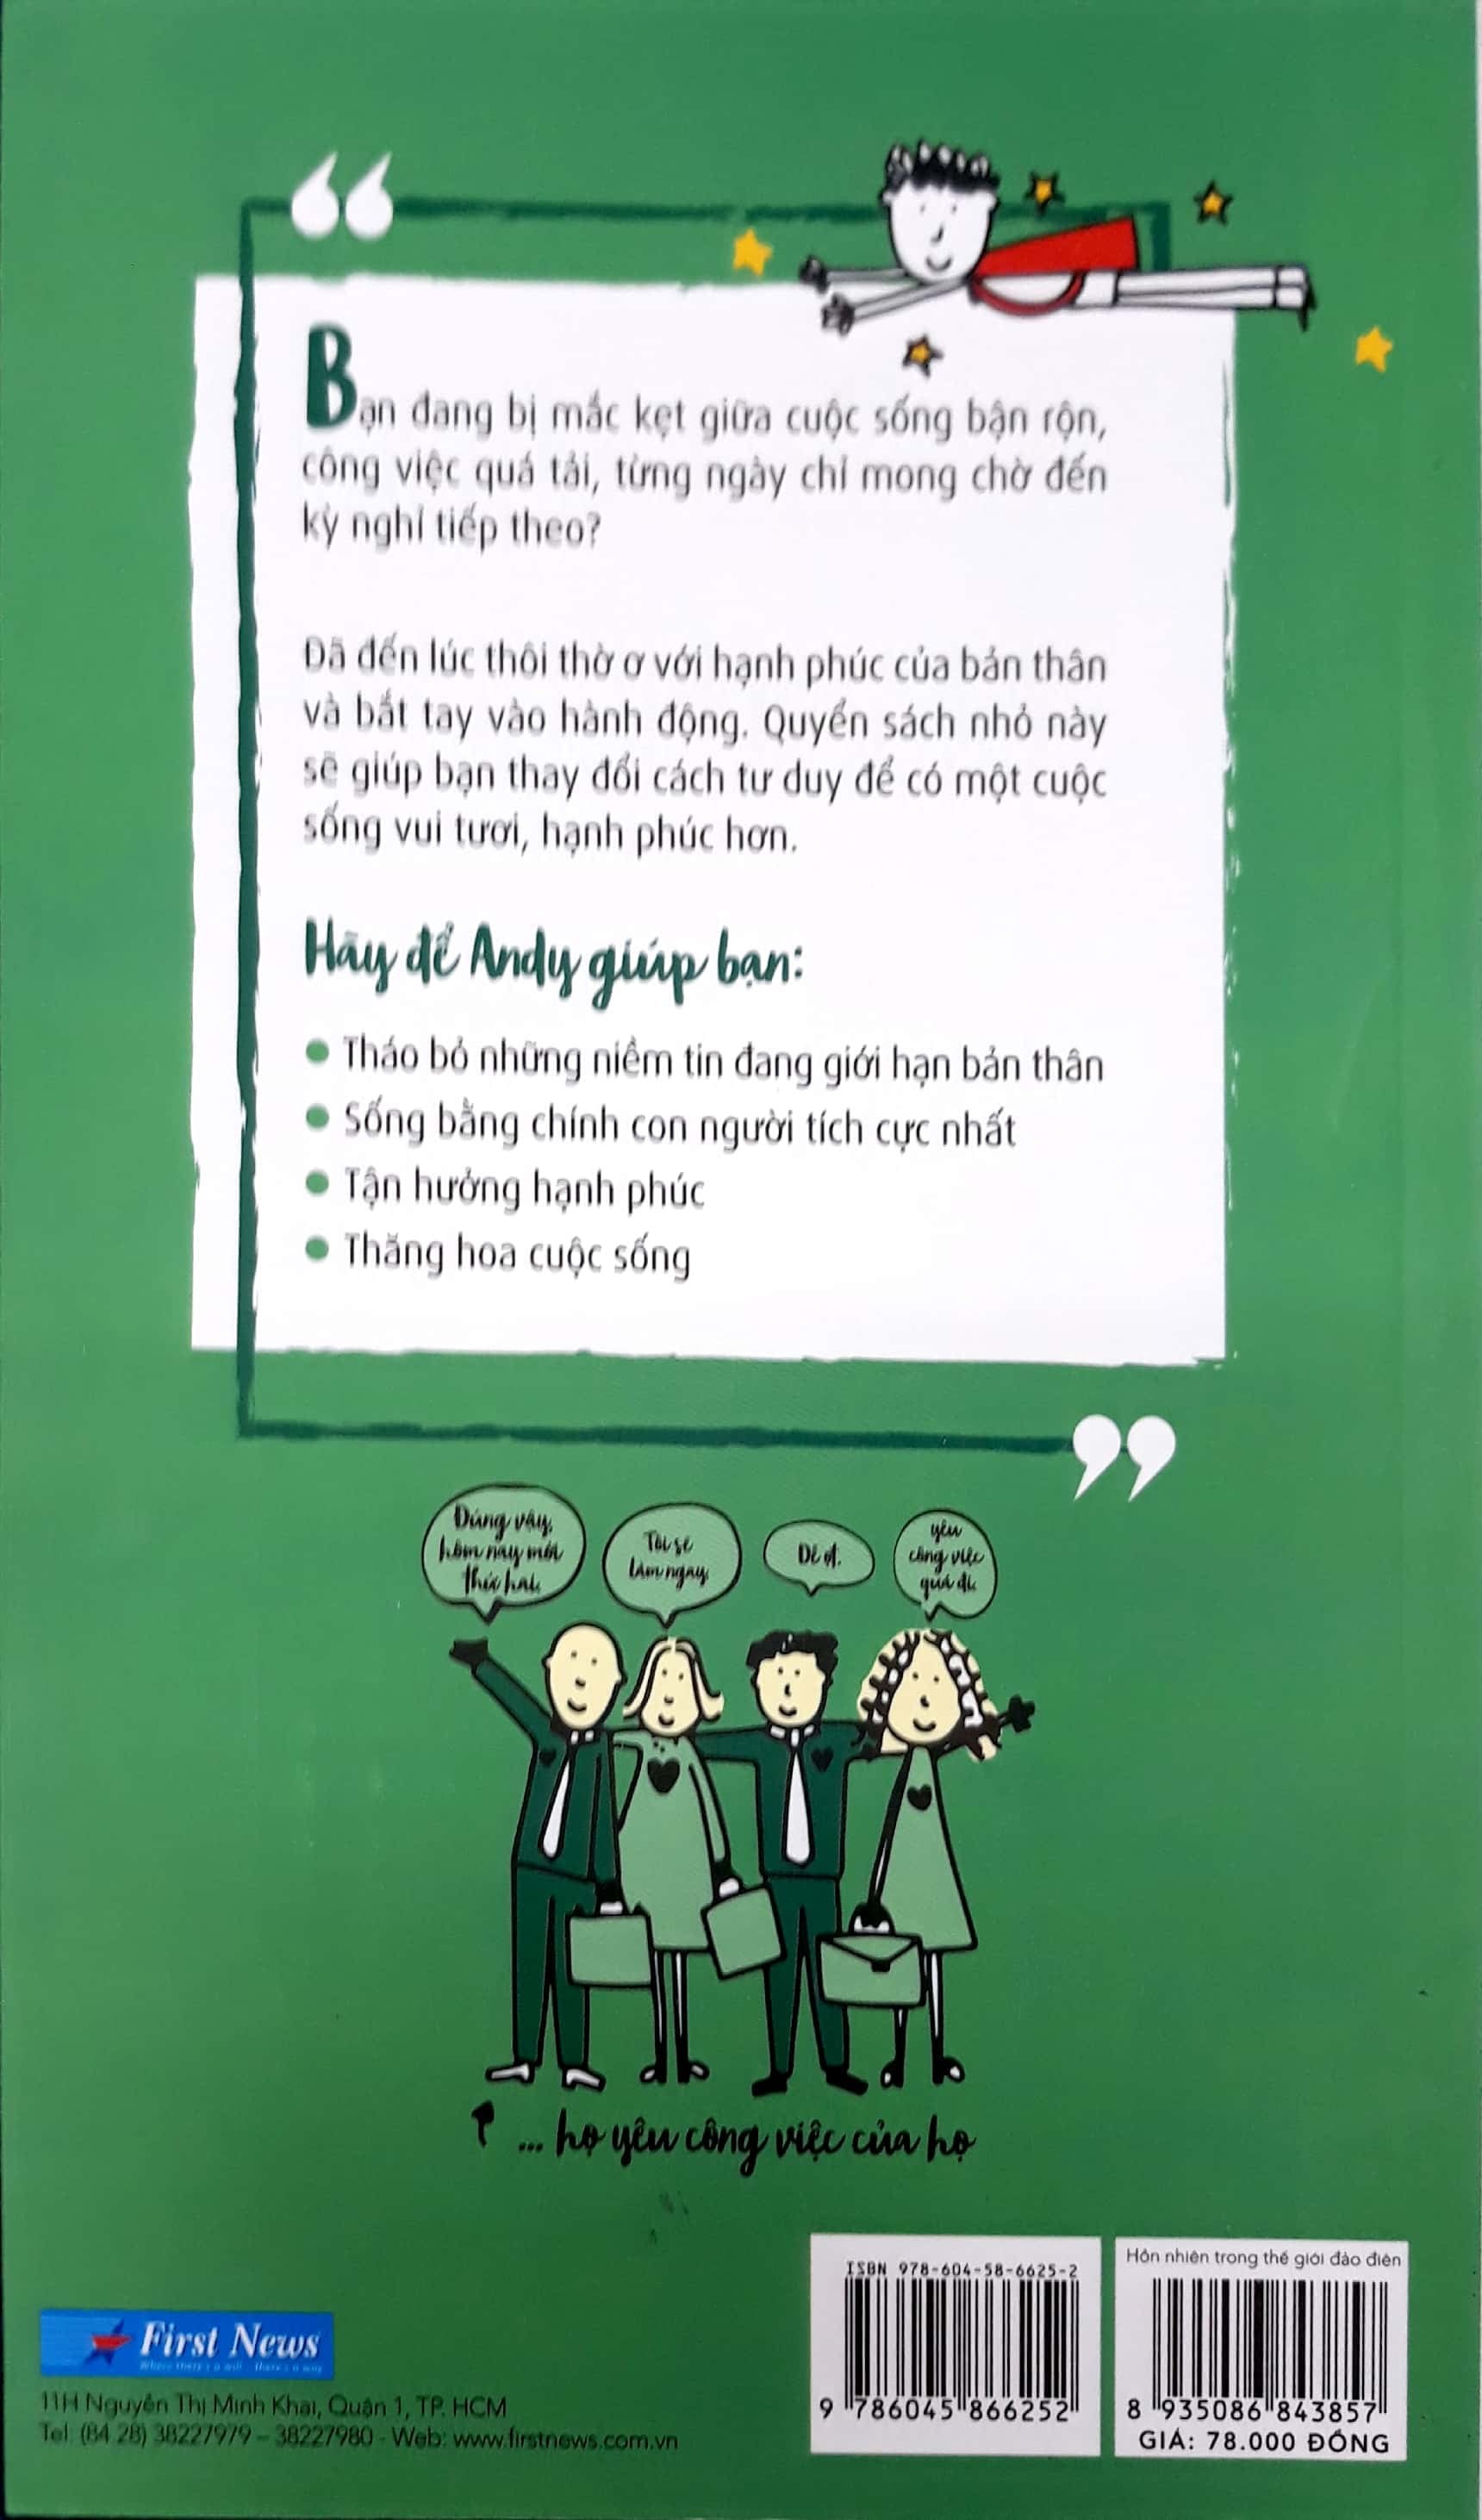 Bạn đang bị mắc kẹt giữa cuộc sống bận rộn,
công việc quá tải, từng ngày chỉ mong chờ đến
kỳ nghỉ tiếp theo?
Đã đến lúc thôi thờ ơ với hạnh phúc của bản thân
và bắt tay vào hành động. Quyển sách nhỏ này
sẽ giúp bạn thay đổi cách tư duy để có một cuộc
sống vui tươi, hạnh phúc hơn.
Hãy để Andy giúp bạn:
• Tháo bỏ những niềm tin đang giới hạn bản thân
• Sống bằng chính con người tích cực nhất
• Tận hưởng hạnh phúc
• Thăng hoa cuộc sống
Đúng vậy,
hôm nay mới
thứ hai.
Tôi sẽ
làm ngay.
Dễ ợt.
yêu
công việc
quá đi.
... họ yêu công việc của họ
ISBN 978-604-58-6625-2
9 786045 866252
Hồn nhiên trong thế giới đảo điên
8 935086 843857
GIÁ: 78.000 ĐỒNG
First News
Where there's a will - there's a way
11H Nguyễn Thị Minh Khai, Quận 1, TP. HCM
Tel: (84 28) 38227979 – 38227980 - Web: www.firstnews.com.vn